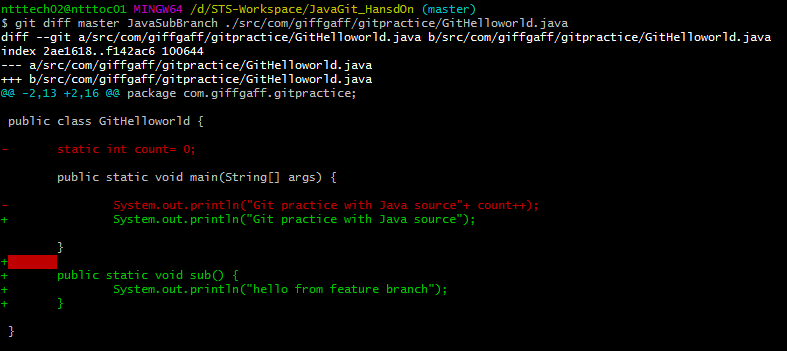 ntttech02@ntttoc01 MINGW64 /d/STS-Workspace/JavaGit_HansdOn (master)
$ git diff master JavaSubBranch ./src/com/giffgaff/gitpractice/GitHelloworld.java
diff --git a/src/com/giffgaff/gitpractice/GitHelloworld.java b/src/com/giffgaff/gitpractice/GitHelloworld.java
index 2ae1618..f142ac6 100644
--- a/src/com/giffgaff/gitpractice/GitHelloworld.java
+++ b/src/com/giffgaff/gitpractice/GitHelloworld.java
@@ -2,13 +2,16 @@ package com.giffgaff.gitpractice;
 public class GitHelloworld {
-       static int count= 0;
        public static void main(String[] args) {
-               System.out.println("Git practice with Java source"+ count++);
+               System.out.println("Git practice with Java source");
        }
+
+       public static void sub() {
+               System.out.println("hello from feature branch");
+       }
 }